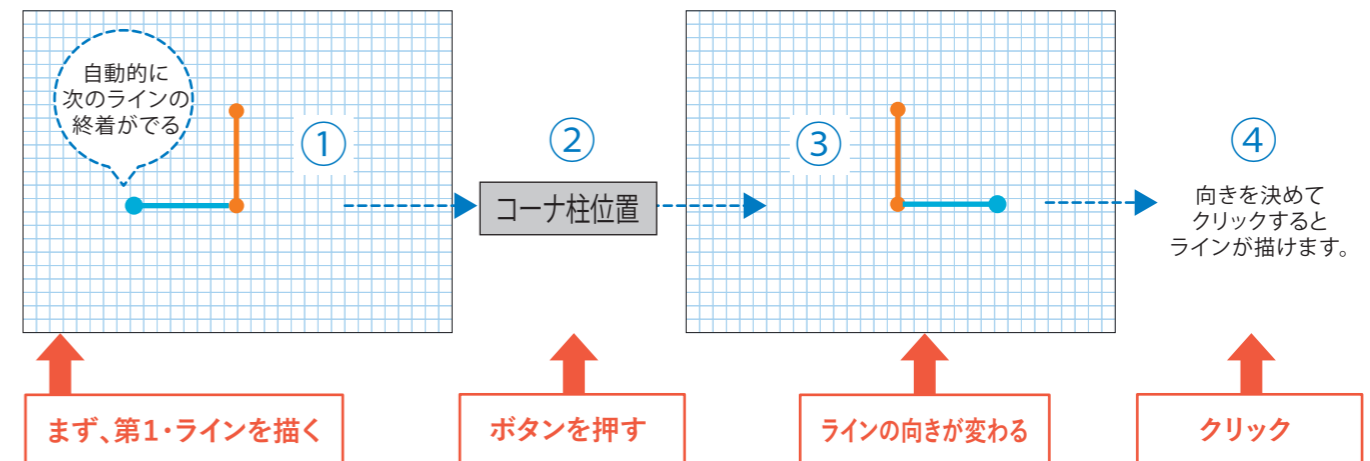 自動的に
次のラインの
終着がでる
①
②
コーナ柱位置
③
④
向きを決めて
クリックすると
ラインが描けます。
まず、第1・ラインを描く
ボタンを押す
ラインの向きが変わる
クリック